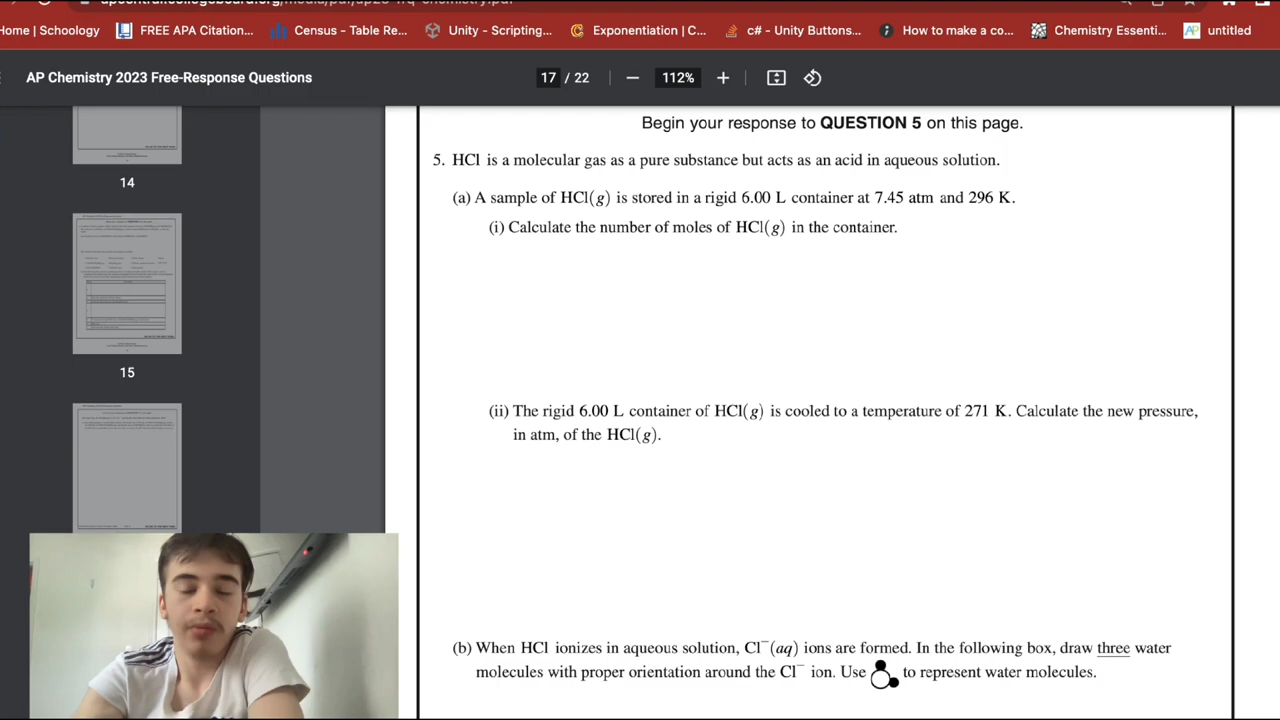 Home | Schoology FREE APA Citation... Census - Table Re... Unity - Scripting... Exponentiation | C... c# - Unity Buttons... How to make a co... Chemistry Essenti... AP untitled
AP Chemistry 2023 Free-Response Questions 17 / 22 — 112% +
14
15
Begin your response to QUESTION 5 on this page.
5. HCl is a molecular gas as a pure substance but acts as an acid in aqueous solution.
(a) A sample of HCl(g) is stored in a rigid 6.00 L container at 7.45 atm and 296 K.
(i) Calculate the number of moles of HCl(g) in the container.
(ii) The rigid 6.00 L container of HCl(g) is cooled to a temperature of 271 K. Calculate the new pressure,
in atm, of the HCl(g).
(b) When HCl ionizes in aqueous solution, Cl⁻(aq) ions are formed. In the following box, draw three water
molecules with proper orientation around the Cl⁻ ion. Use to represent water molecules.